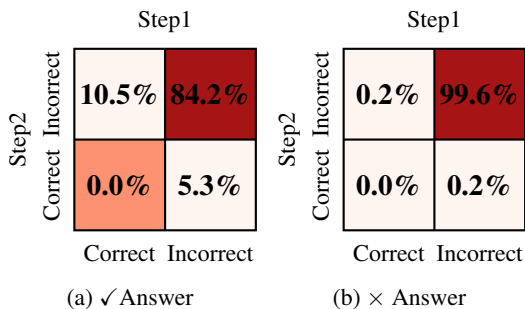 Step1 Step1
Step2 Incorrect 10.5% 84.2% Step2 Incorrect 0.2% 99.6%
Correct 0.0% 5.3% Correct 0.0% 0.2%
Correct Incorrect Correct Incorrect
(a) ✓Answer (b) × Answer